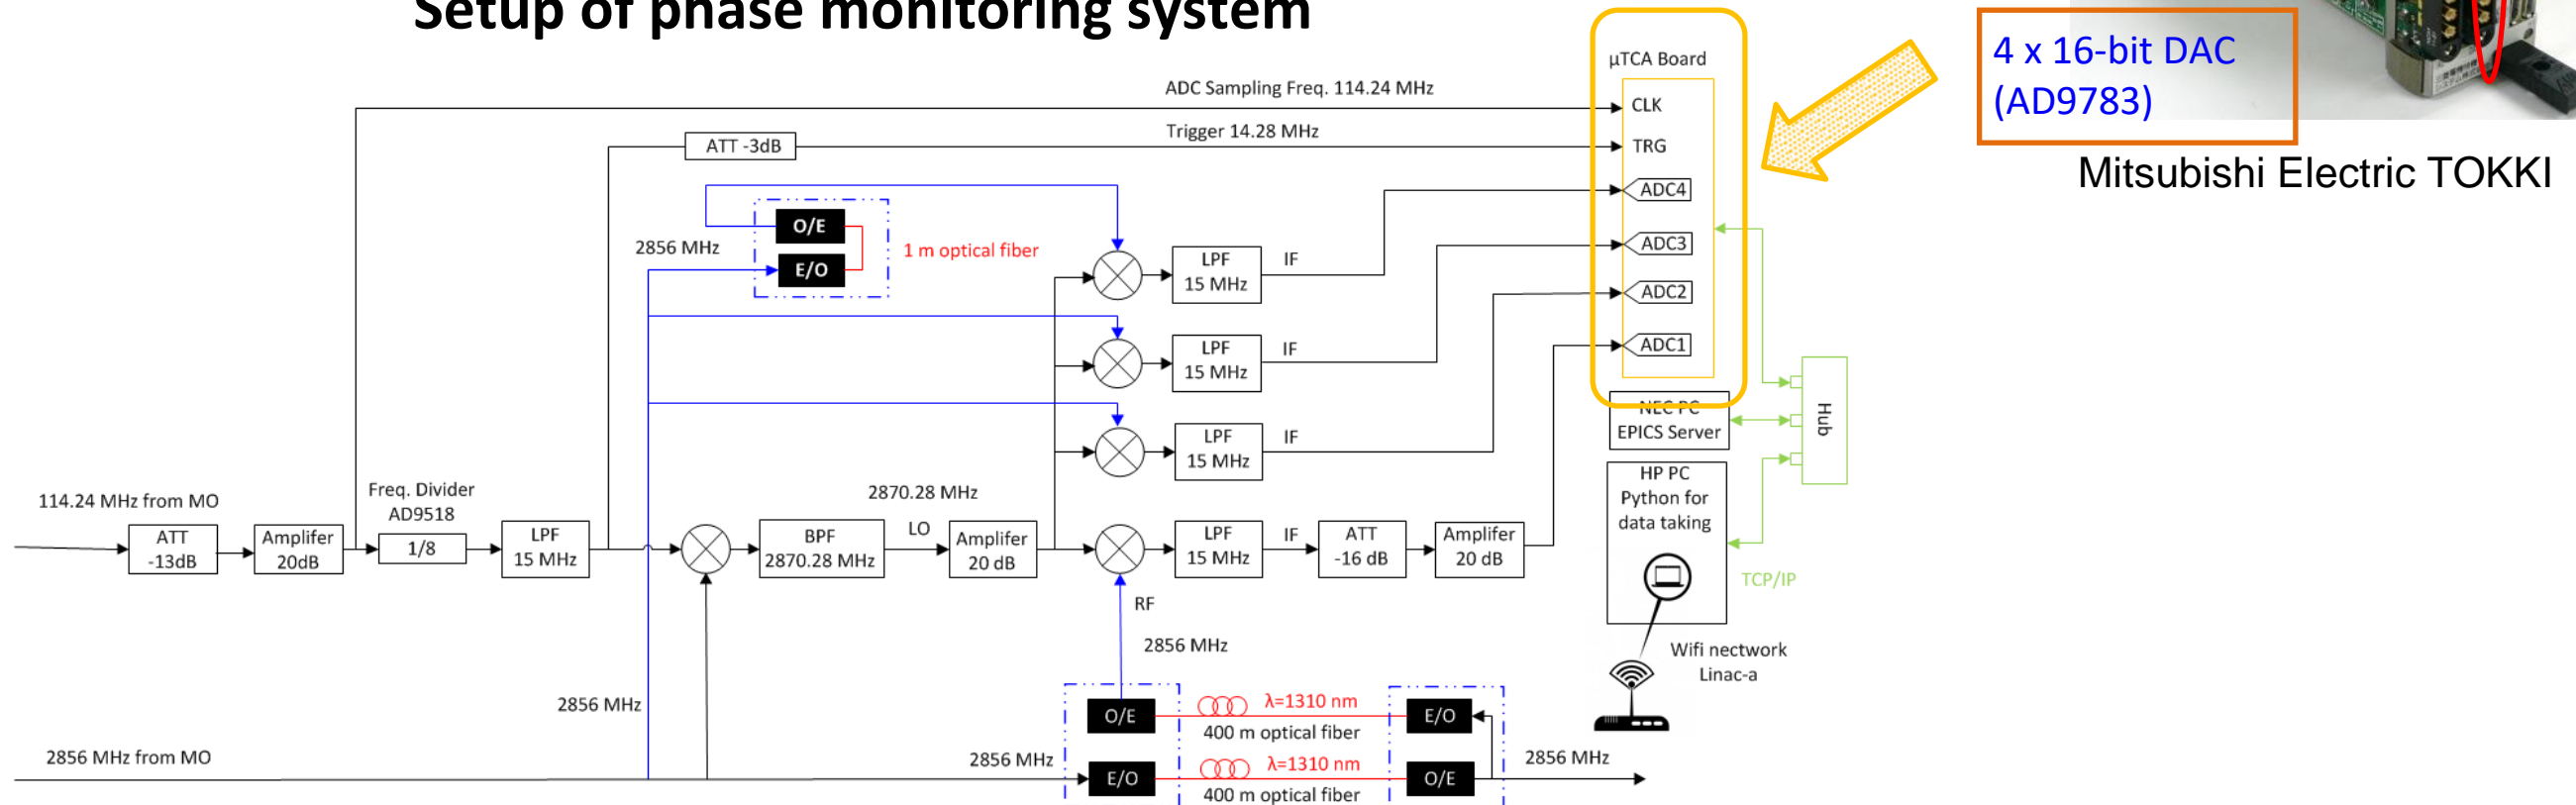 Setup of phase monitoring system
4 x 16-bit DAC
(AD9783)
Mitsubishi Electric TOKKI
µTCA Board
ADC Sampling Freq. 114.24 MHz
CLK
Trigger 14.28 MHz
ATT -3dB
TRG
ADC4
O/E
2856 MHz
1 m optical fiber
E/O
LPF
15 MHz
IF
ADC3
LPF
15 MHz
IF
ADC2
ADC1
LPF
15 MHz
IF
NEC PC
EPICS Server
Hub
HP PC
Python for
data taking
TCP/IP
Wifi nectwork
Linac-a
114.24 MHz from MO
ATT
-13dB
Amplifer
20dB
Freq. Divider
AD9518
1/8
LPF
15 MHz
BPF
2870.28 MHz
2870.28 MHz
LO
Amplifer
20 dB
LPF
15 MHz
IF
ATT
-16 dB
Amplifer
20 dB
RF
2856 MHz
2856 MHz
O/E
λ=1310 nm
400 m optical fiber
E/O
2856 MHz from MO
2856 MHz
E/O
λ=1310 nm
400 m optical fiber
O/E
2856 MHz